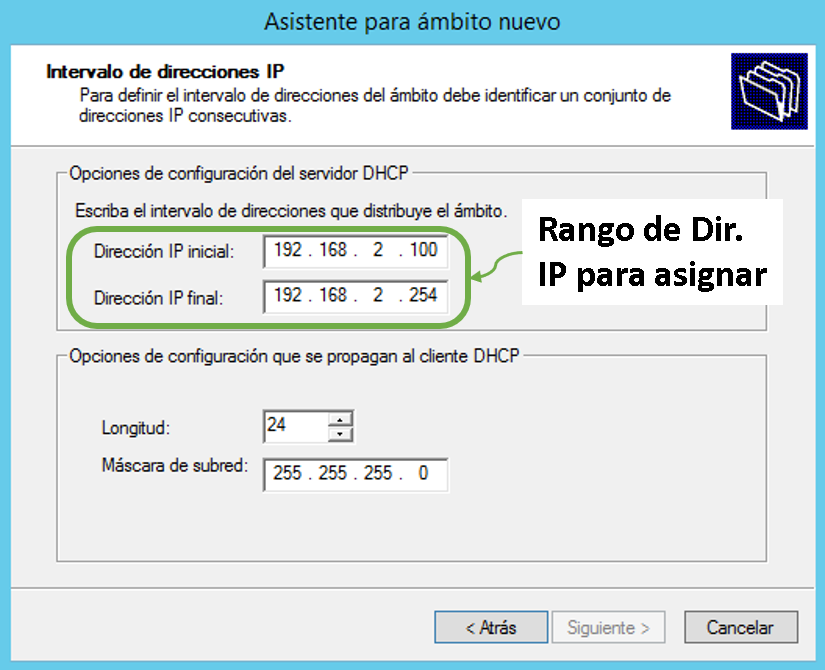 Asistente para ámbito nuevo
Intervalo de direcciones IP
Para definir el intervalo de direcciones del ámbito debe identificar un conjunto de
direcciones IP consecutivas.
Opciones de configuración del servidor DHCP
Escriba el intervalo de direcciones que distribuye el ámbito.
Dirección IP inicial: 192 . 168 . 2 . 100
Dirección IP final: 192 . 168 . 2 . 254
Rango de Dir.
IP para asignar
Opciones de configuración que se propagan al cliente DHCP
Longitud: 24
Máscara de subred: 255 . 255 . 255 . 0
< Atrás
Siguiente >
Cancelar